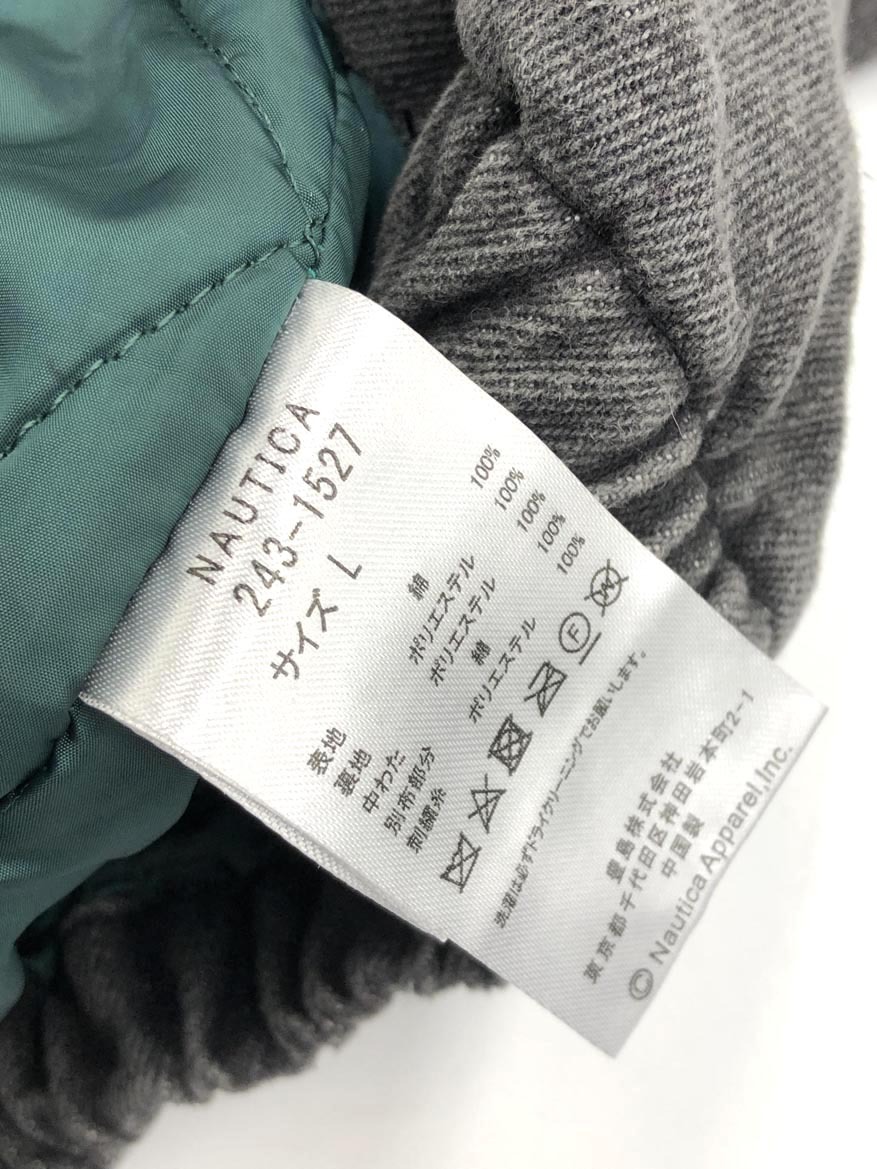 NAUTICA
243-1527
サイズ L
表地 綿 100%
裏地 ポリエステル 100%
中わた ポリエステル 100%
別布部分 綿 100%
刺繍糸 ポリエステル 100%
F
W
洗濯は必ずドライクリーニングでお願いします。
豊島株式会社
東京都千代田区神田岩本町2-1
中国製
© Nautica Apparel,Inc.